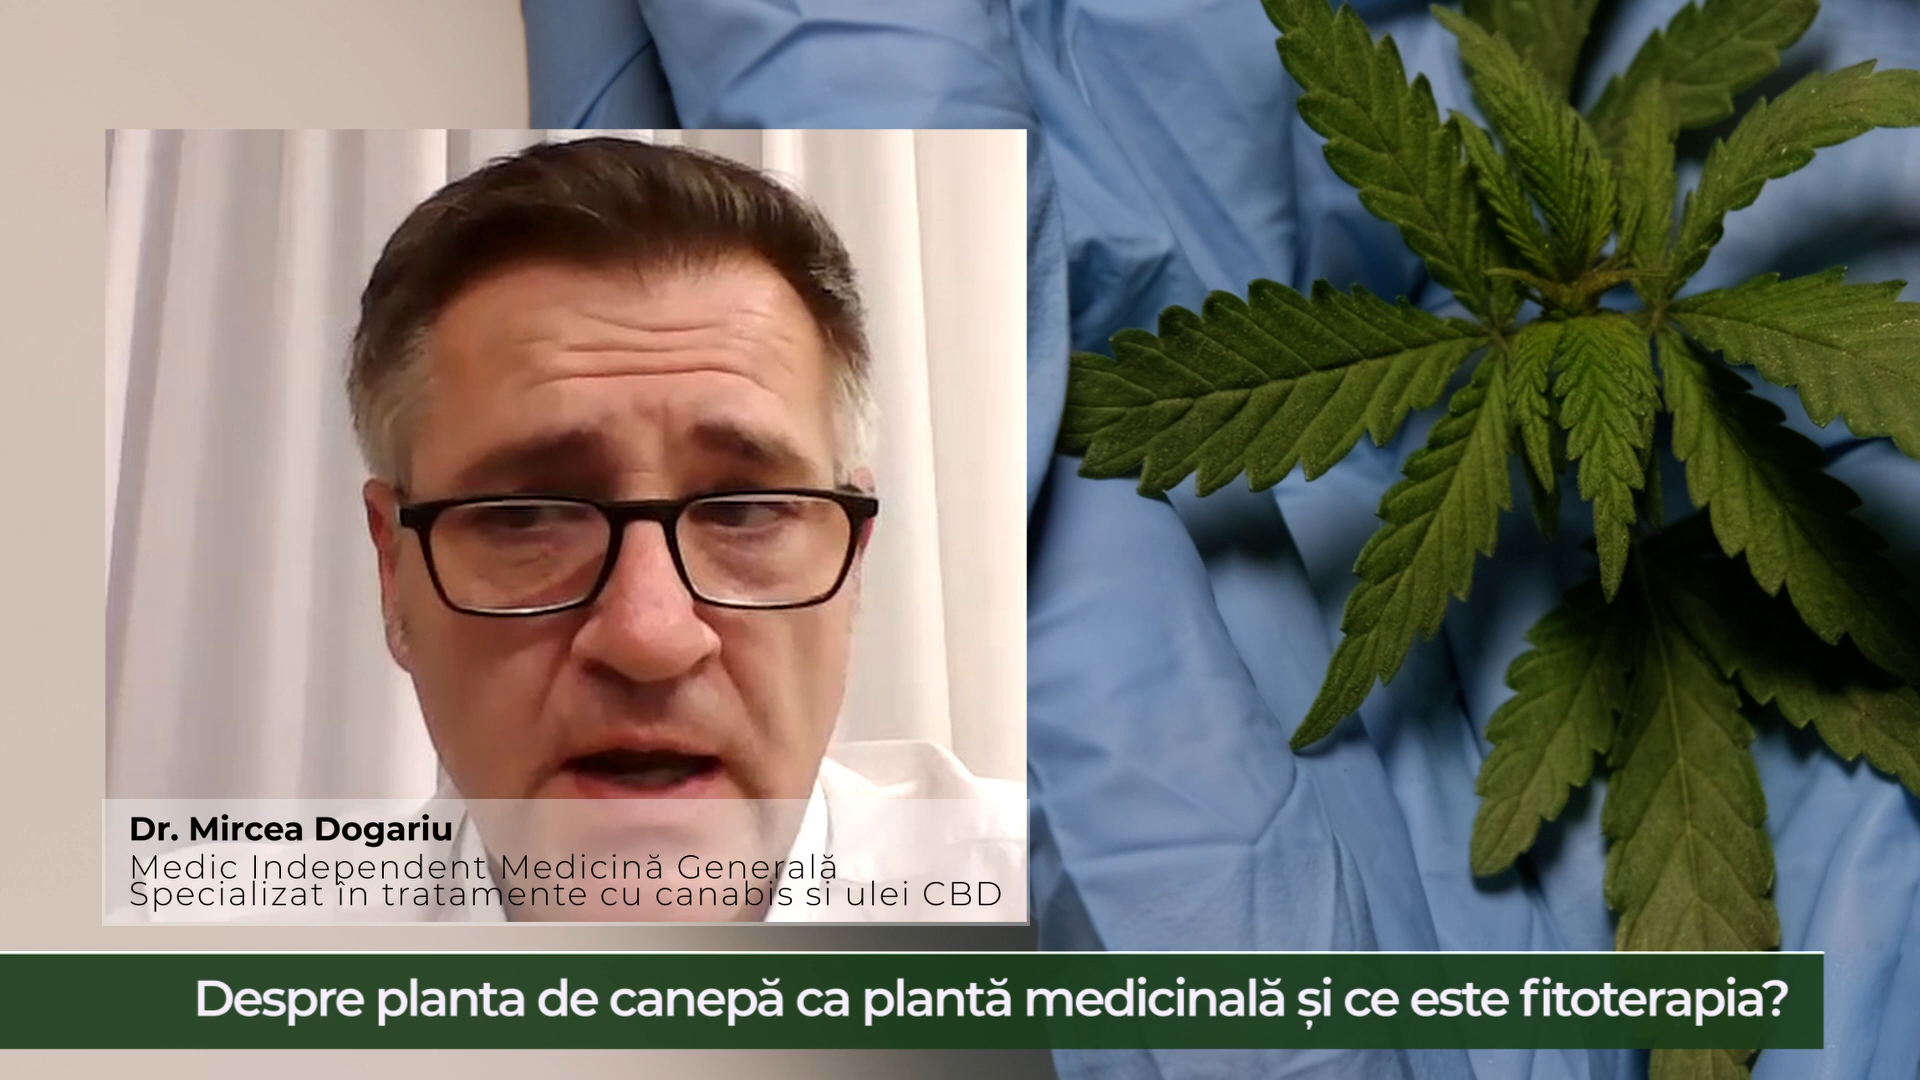 Dr. Mircea Dogariu
Medic Independent Medicină Generală
Specializat în tratamente cu canabis si ulei CBD
Despre planta de canepă ca plantă medicinală și ce este fitoterapia?